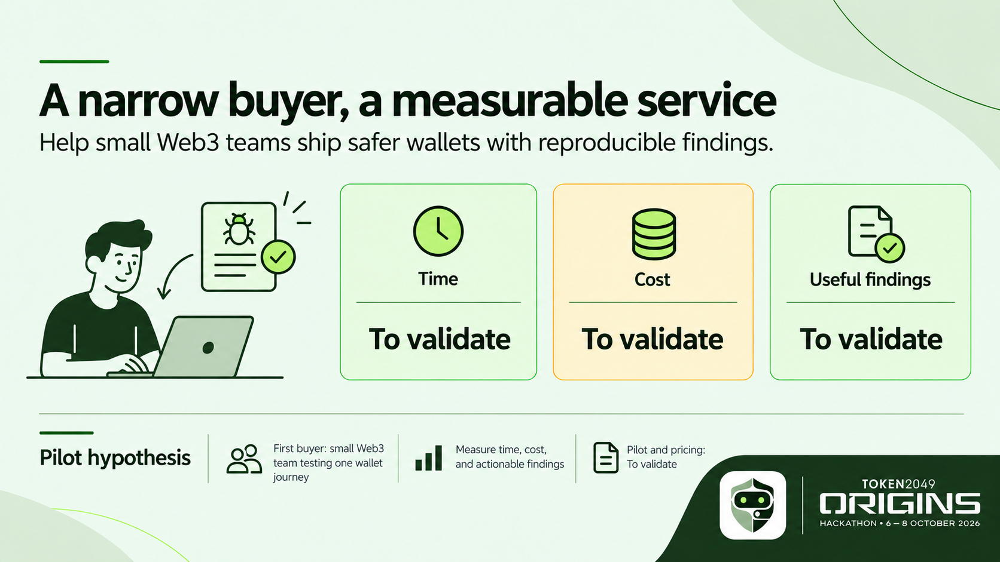 A narrow buyer, a measurable service
Help small Web3 teams ship safer wallets with reproducible findings.
Time
To validate
Cost
To validate
Useful findings
To validate
Pilot hypothesis
First buyer: small Web3
team testing one wallet
journey
Measure time, cost,
and actionable findings
Pilot and pricing:
To validate
TOKEN2049
ORIGINS
HACKATHON • 6 – 8 OCTOBER 2026